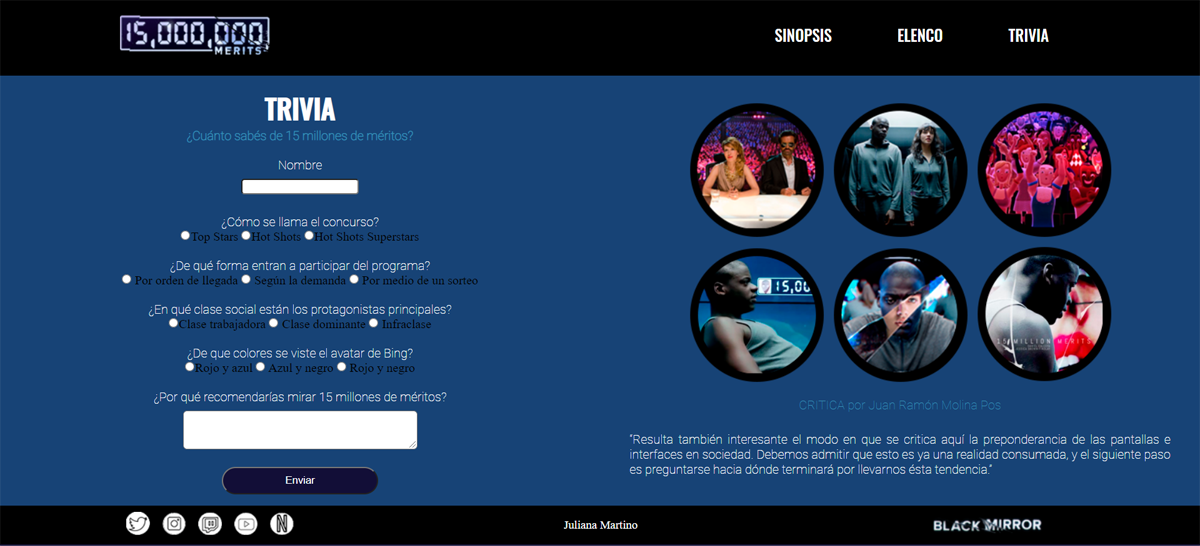 15,000,000
MERITS
SINOPSIS ELENCO TRIVIA
TRIVIA
¿Cuánto sabés de 15 millones de méritos?
Nombre
¿Cómo se llama el concurso?
Top Stars Hot Shots Hot Shots Superstars
¿De qué forma entran a participar del programa?
Por orden de llegada Según la demanda Por medio de un sorteo
¿En qué clase social están los protagonistas principales?
Clase trabajadora Clase dominante Infraclase
¿De que colores se viste el avatar de Bing?
Rojo y azul Azul y negro Rojo y negro
¿Por qué recomendarías mirar 15 millones de méritos?
Enviar
15,00
15 MILLION MERITS
CRITICA por Juan Ramón Molina Pos
"Resulta también interesante el modo en que se critica aquí la preponderancia de las pantallas e
interfaces en sociedad. Debemos admitir que esto es ya una realidad consumada, y el siguiente paso
es preguntarse hacia dónde terminará por llevarnos ésta tendencia."
Juliana Martino
BLACK MIRROR